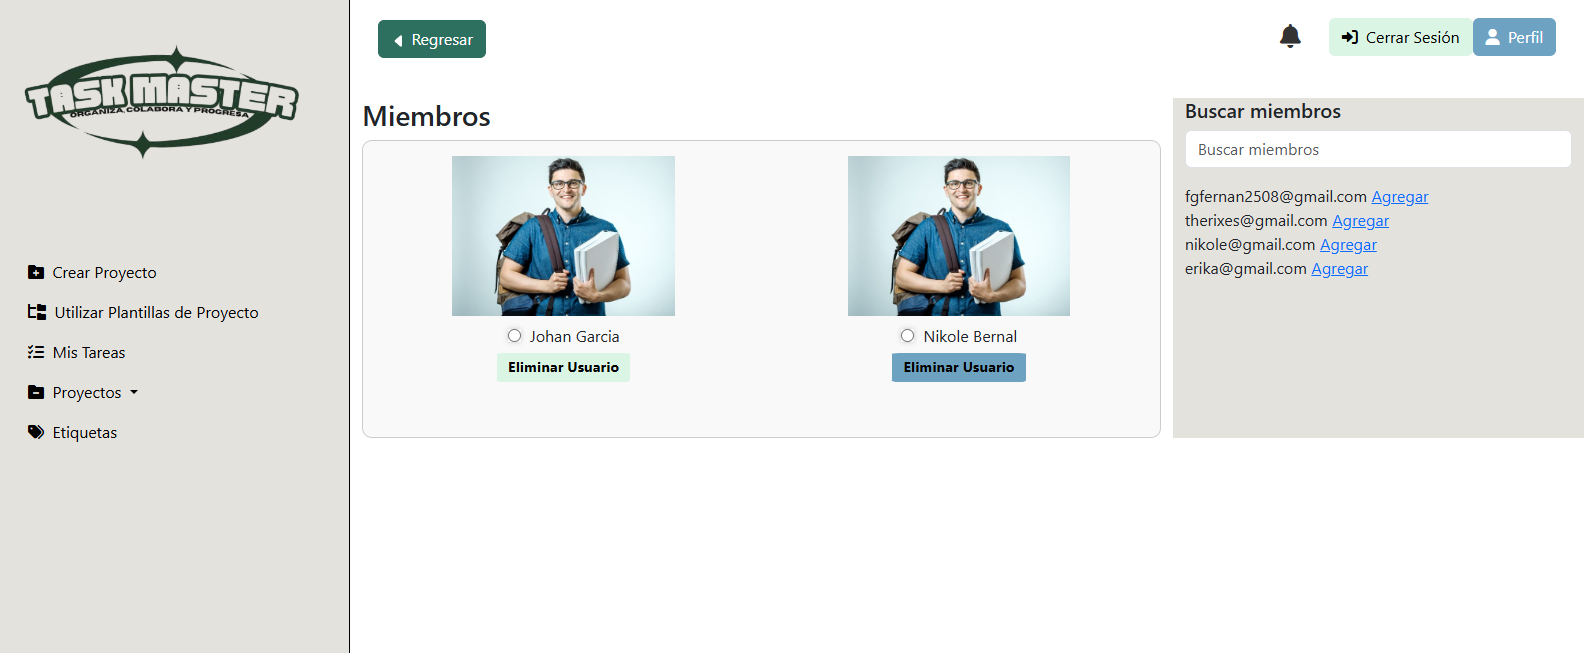 TASK MASTER
ORGANIZA, COLABORA Y PROGRESA
Crear Proyecto
Utilizar Plantillas de Proyecto
Mis Tareas
Proyectos
Etiquetas
Regresar
Cerrar Sesión
Perfil
Miembros
Johan Garcia
Eliminar Usuario
Nikole Bernal
Eliminar Usuario
Buscar miembros
Buscar miembros
fgfernan2508@gmail.com Agregar
therixes@gmail.com Agregar
nikole@gmail.com Agregar
erika@gmail.com Agregar